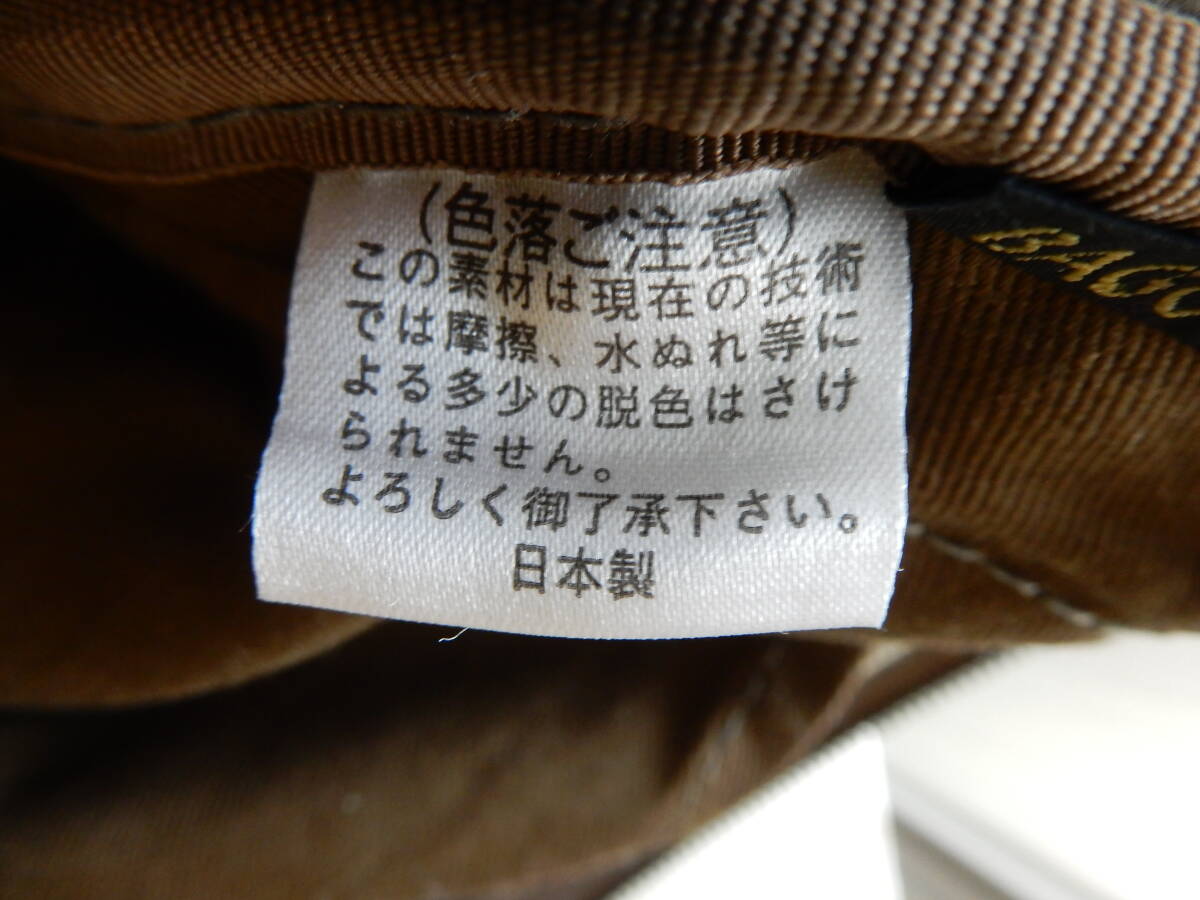 (色落ご注意)
この素材は現在の技術
では摩擦、水ぬれ等に
よる多少の脱色はさけ
られません。
よろしく御了承下さい。
日本製